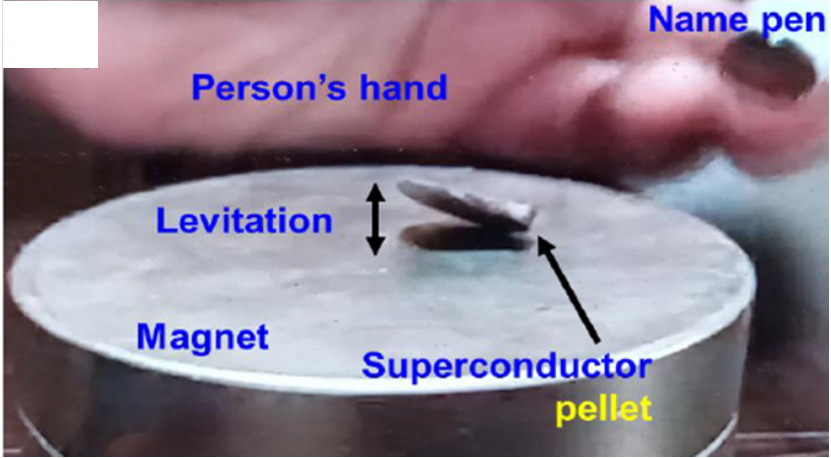 Name pen
Person's hand
Levitation
Magnet
Superconductor
pellet